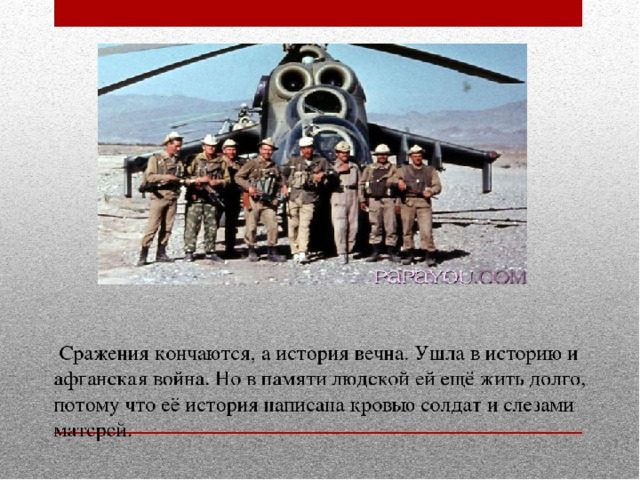 PAPAYOU.COM
Сражения кончаются, а история вечна. Ушла в историю и
афганская война. Но в памяти людской ей ещё жить долго,
потому что её история написана кровью солдат и слезами
матерей.